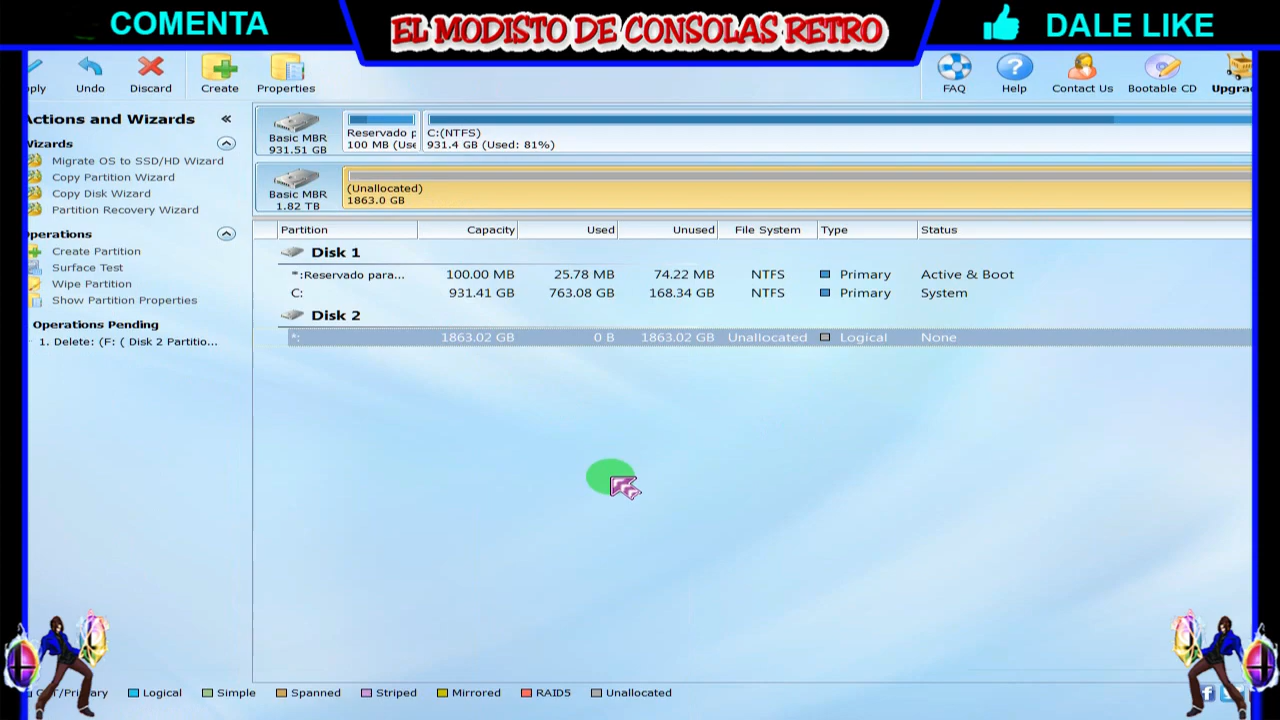 COMENTA
EL MODISTO DE CONSOLAS RETRO
DALE LIKE
Undo
Discard
Create
Properties
FAQ
Help
Contact Us
Bootable CD
Actions and Wizards
«
Wizards
Migrate OS to SSD/HD Wizard
Copy Partition Wizard
Copy Disk Wizard
Partition Recovery Wizard
Operations
Create Partition
Surface Test
Wipe Partition
Show Partition Properties
Operations Pending
1. Delete: (F: ( Disk 2 Partitio...
Basic MBR
931.51 GB
Reservado p
100 MB (Use
C:(NTFS)
931.4 GB (Used: 81%)
Basic MBR
1.82 TB
(Unallocated)
1863.0 GB
Partition Capacity Used Unused File System Type Status
Disk 1
*:Reservado para... 100.00 MB 25.78 MB 74.22 MB NTFS Primary Active & Boot
C: 931.41 GB 763.08 GB 168.34 GB NTFS Primary System
Disk 2
*: 1863.02 GB 0 B 1863.02 GB Unallocated Logical None
Logical Simple Spanned Striped Mirrored RAID5 Unallocated